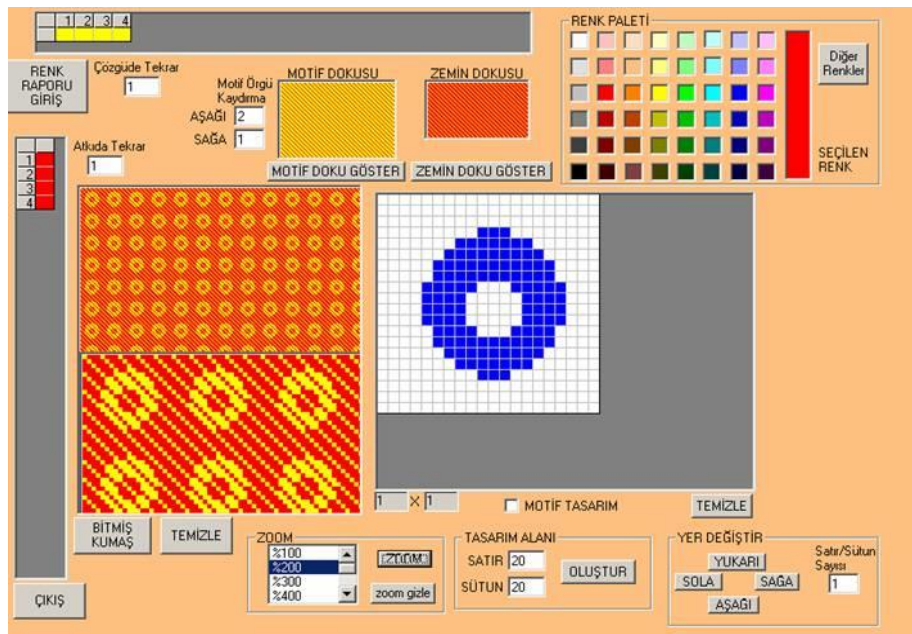 1 2 3 4
RENK PALETİ
RENK
RAPORU
GİRİŞ
Çözgüde Tekrar
1
Motif Örgü
Kaydırma
AŞAĞI 2
SAĞA 1
MOTİF DOKUSU
ZEMİN DOKUSU
Diğer
Renkler
MOTİF DOKU GÖSTER
ZEMİN DOKU GÖSTER
SEÇİLEN
RENK
Atkıda Tekrar
1
1
2
3
4
1 X 1
MOTİF TASARIM
TEMİZLE
BİTMİŞ
KUMAŞ
TEMİZLE
ZOOM
%100
%200
%300
%400
ZOOM
zoom gizle
TASARIM ALANI
SATIR 20
SÜTUN 20
OLUŞTUR
YER DEĞİŞTİR
YUKARI
SOLA
SAĞA
AŞAĞI
Satır/Sütun
Sayısı
1
ÇIKIŞ